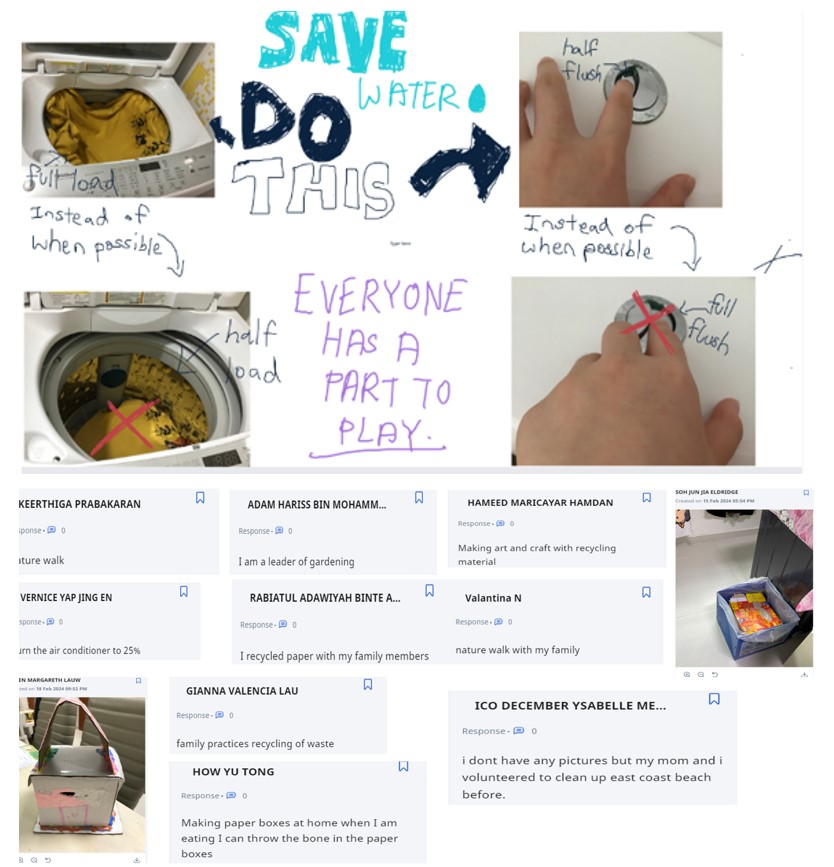 SAVE
WATER
DO
THIS
half
flush
full load
Instead of
when possible
Instead of
when possible
Type here
EVERYONE
HAS A
PART TO
PLAY.
half
load
full
flush
KEERTHIGA PRABAKARAN
sponse • 0
ature walk
ADAM HARISS BIN MOHAMM...
Response • 0
I am a leader of gardening
HAMEED MARICAYAR HAMDAN
Response • 0
Making art and craft with recycling
material
SOH JUN JIA ELDRIDGE
Created on 15 Feb 2024 05:54 PM
VERNICE YAP JING EN
sponse • 0
urn the air conditioner to 25%
RABIATUL ADAWIYAH BINTE A...
Response • 0
I recycled paper with my family members
Valantina N
Response • 0
nature walk with my family
IN MARGARETH LAUW
ed on 18 Feb 2024 09:52 PM
GIANNA VALENCIA LAU
Response • 0
family practices recycling of waste
HOW YU TONG
Response • 0
Making paper boxes at home when I am
eating I can throw the bone in the paper
boxes
ICO DECEMBER YSABELLE ME...
Response • 0
i dont have any pictures but my mom and i
volunteered to clean up east coast beach
before.